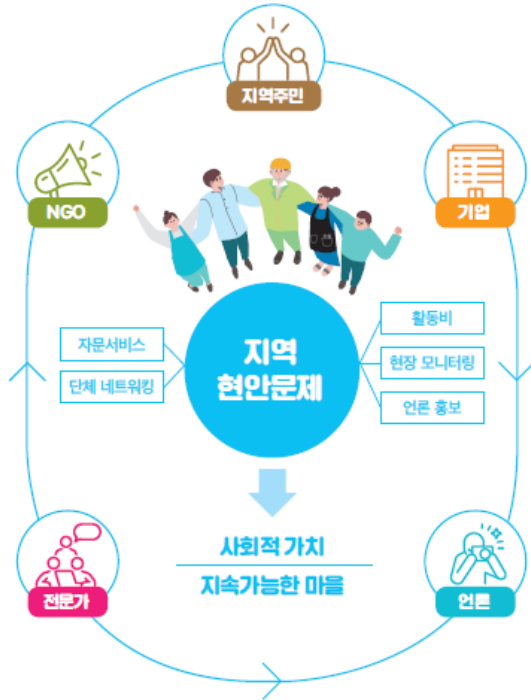 지역주민
NGO
기업
자문서비스
단체 네트워킹
지역
현안문제
활동비
현장 모니터링
언론 홍보
사회적 가치
지속가능한 마을
전문가
언론